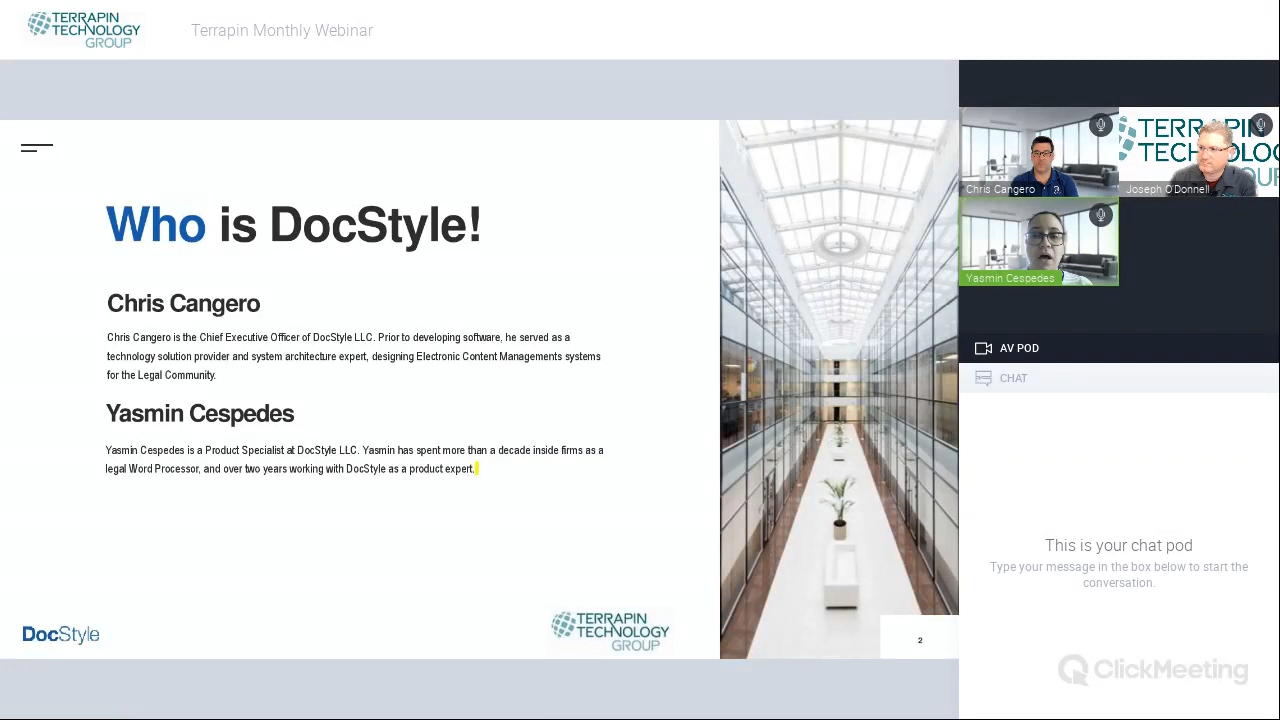 TERRAPIN
TECHNOLOGY
GROUP
Terrapin Monthly Webinar
Who is DocStyle!
Chris Cangero
Chris Cangero is the Chief Executive Officer of DocStyle LLC. Prior to developing software, he served as a
technology solution provider and system architecture expert, designing Electronic Content Managements systems
for the Legal Community.
Yasmin Cespedes
Yasmin Cespedes is a Product Specialist at DocStyle LLC. Yasmin has spent more than a decade inside firms as a
legal Word Processor, and over two years working with DocStyle as a product expert.
DocStyle
TERRAPIN
TECHNOLOGY
GROUP
2
Chris Cangero
Joseph O'Donnell
Yasmin Cespedes
AV POD
CHAT
This is your chat pod
Type your message in the box below to start the
conversation.
ClickMeeting